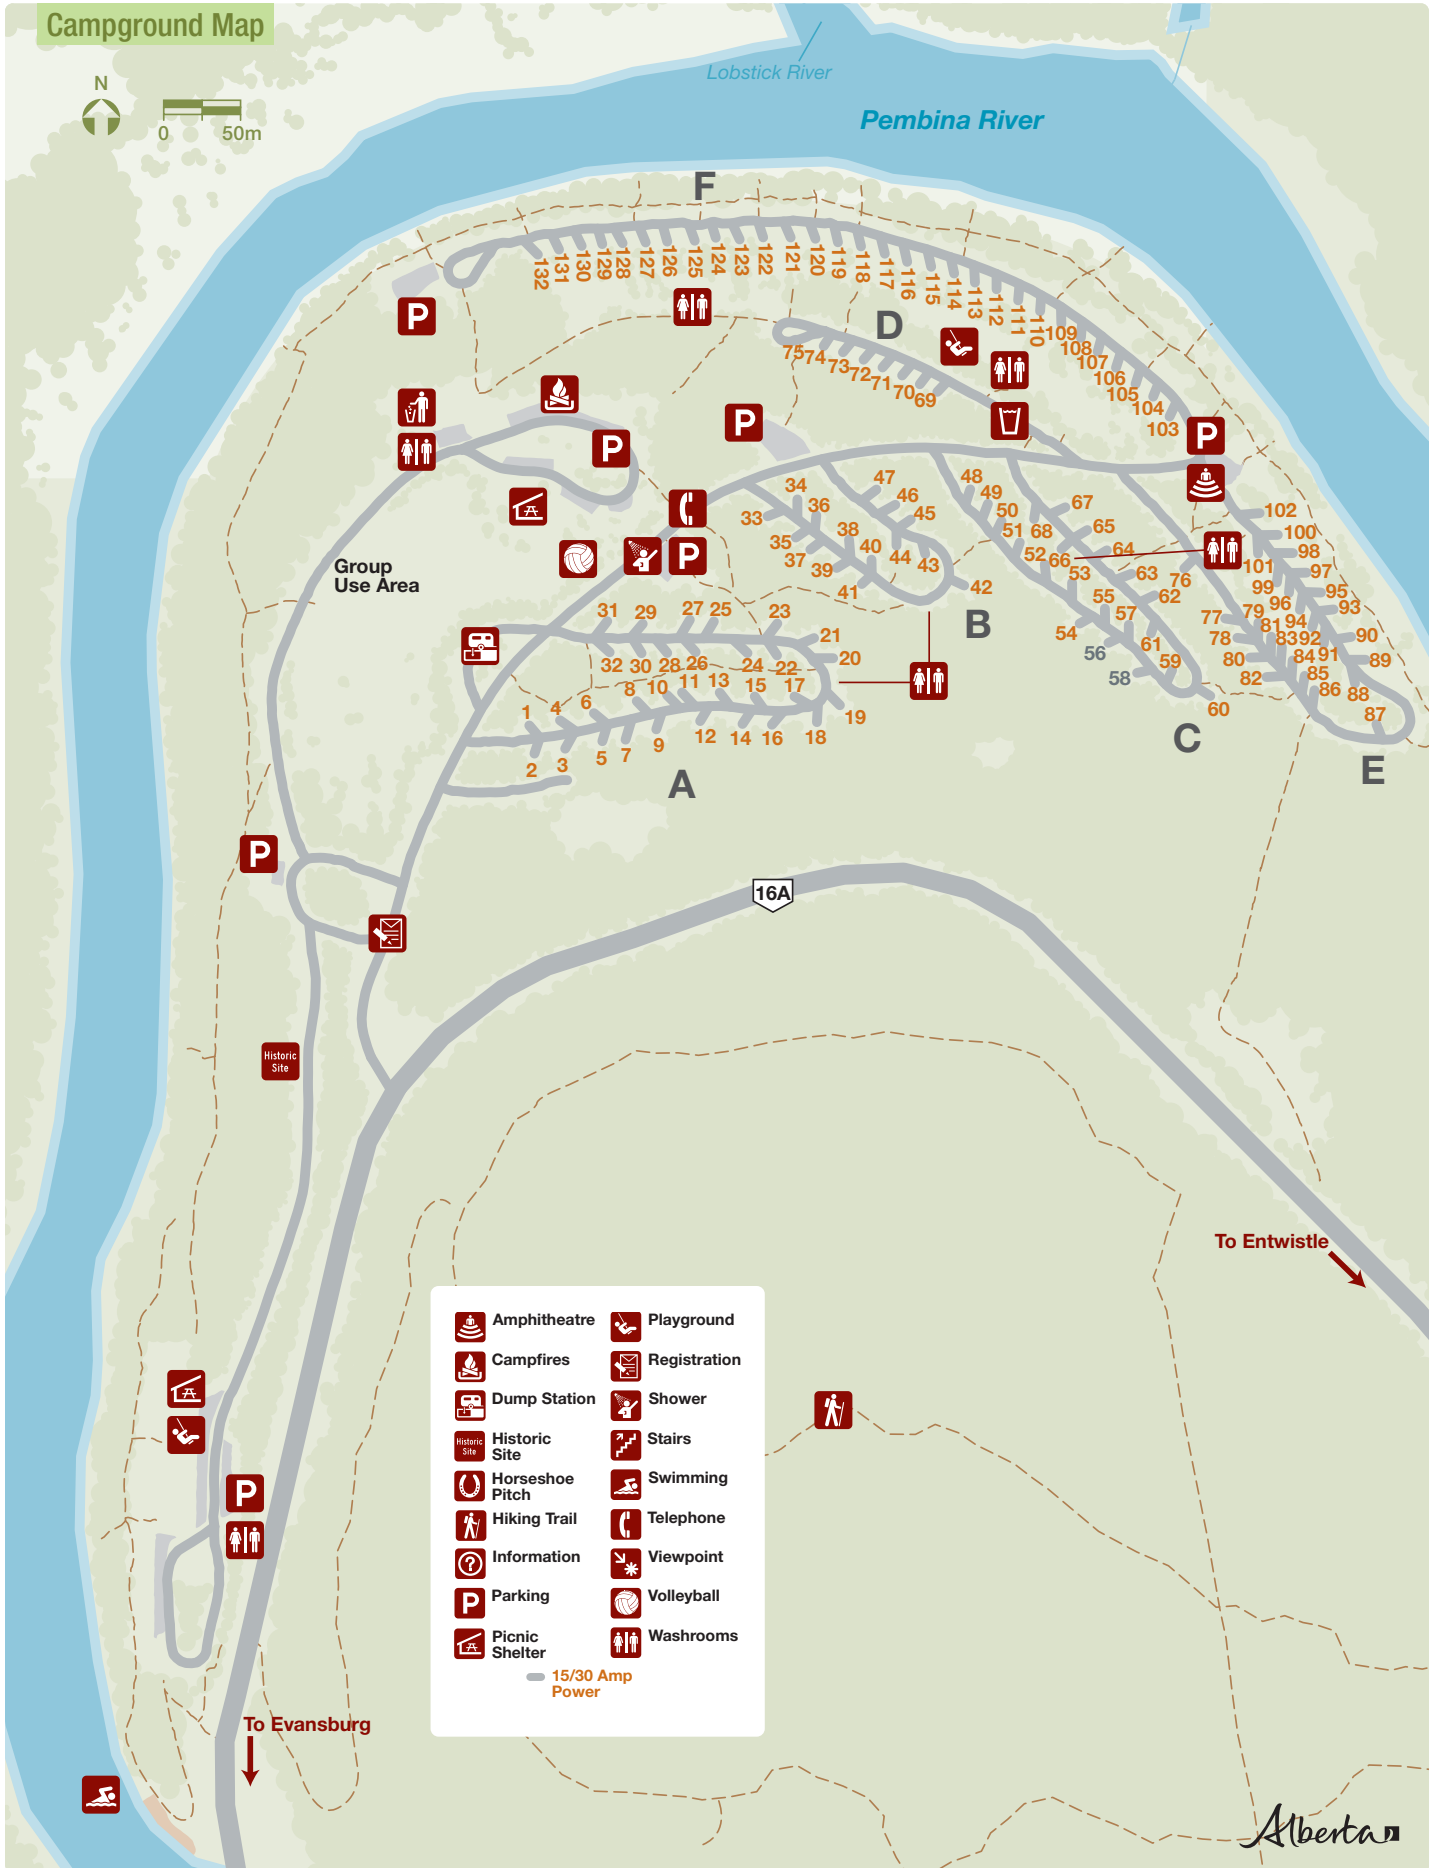 Campground Map
N
0 50m
Lobstick River
Pembina River
F
132 131 130 129 128 127 126 125 124 123 122 121 120 119 118 117 116 115 114 113 112 111 110 109 108 107 106 105 104 103
P
D
75 74 73 72 71 70 69
P
P
P
P
Group
Use Area
33 34 35 36 37 38 39 40 41 42 43 44 45 46 47
B
48 49 50 51 52 53 54 55 56 57 58 59 60 61 62 63 64 65 66 67 68
C
76 77 78 79 80 81 82 83 84 85 86 87 88 89 90 91 92 93 94 95 96 97 98 99 100 101 102
E
31 29 27 25 23 21 20
32 30 28 26 24 22
1 4 6 8 10 11 13 15 17 19
2 3 5 7 9 12 14 16 18
A
P
16A
Historic
Site
To Entwistle
P
To Evansburg
Amphitheatre
Campfires
Dump Station
Historic
Site
Historic
Site
Horseshoe
Pitch
Hiking Trail
?
Information
P
Parking
Picnic
Shelter
Playground
Registration
Shower
Stairs
Swimming
Telephone
Viewpoint
Volleyball
Washrooms
15/30 Amp
Power
Alberta